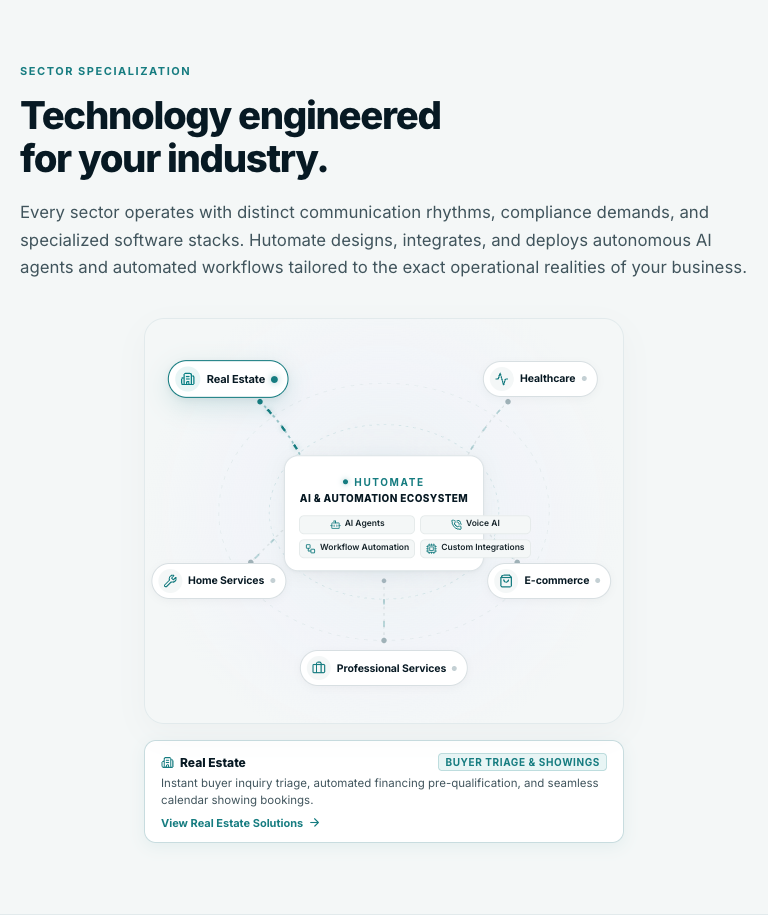 SECTOR SPECIALIZATION
Technology engineered
for your industry.
Every sector operates with distinct communication rhythms, compliance demands, and
specialized software stacks. Hutomate designs, integrates, and deploys autonomous AI
agents and automated workflows tailored to the exact operational realities of your business.
Real Estate
Healthcare
HUTOMATE
AI & AUTOMATION ECOSYSTEM
AI Agents
Voice AI
Workflow Automation
Custom Integrations
Home Services
E-commerce
Professional Services
Real Estate
BUYER TRIAGE & SHOWINGS
Instant buyer inquiry triage, automated financing pre-qualification, and seamless
calendar showing bookings.
View Real Estate Solutions →